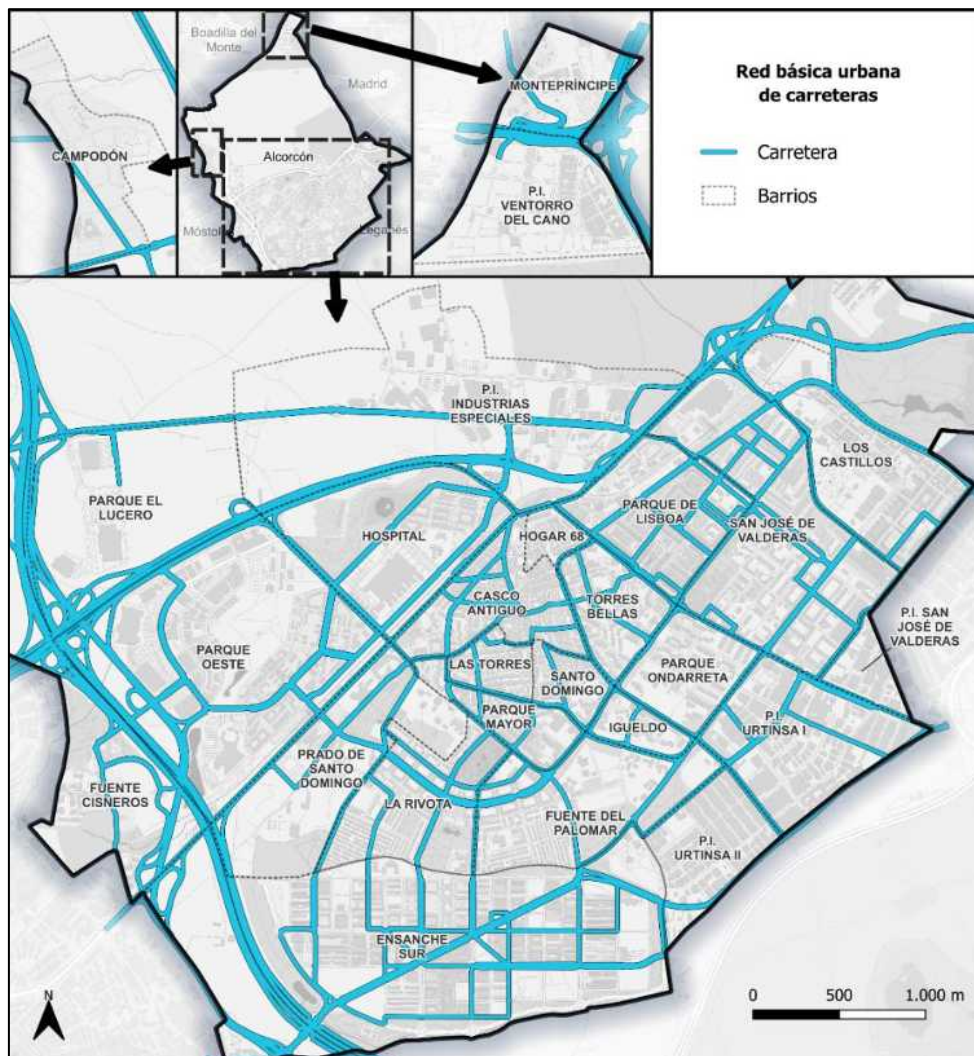 Boadilla del
Monte
Madrid
Alcorcón
Leganés
CAMPODÓN
MONTEPRÍNCIPE
P.I.
VENTORRO
DEL CANO
Red básica urbana
de carreteras
Carretera
Barrios
P.I.
INDUSTRIAS
ESPECIALES
LOS
CASTILLOS
PARQUE EL
LUCERO
HOSPITAL
HOGAR 68
PARQUE DE
LISBOA
SAN JOSÉ DE
VALDERAS
CASCO
ANTIGUO
TORRES
BELLAS
P.I. SAN
JOSÉ DE
VALDERAS
PARQUE
OESTE
LAS TORRES
SANTO
DOMINGO
PARQUE
ONDARRETA
PARQUE
MAYOR
IGUELDO
P.I.
URTINSA I
PRADO DE
SANTO
DOMINGO
FUENTE
CISNEROS
LA RIVOTA
FUENTE DEL
PALOMAR
P.I.
URTINSA II
ENSANCHE
SUR
N
0 500 1.000 m